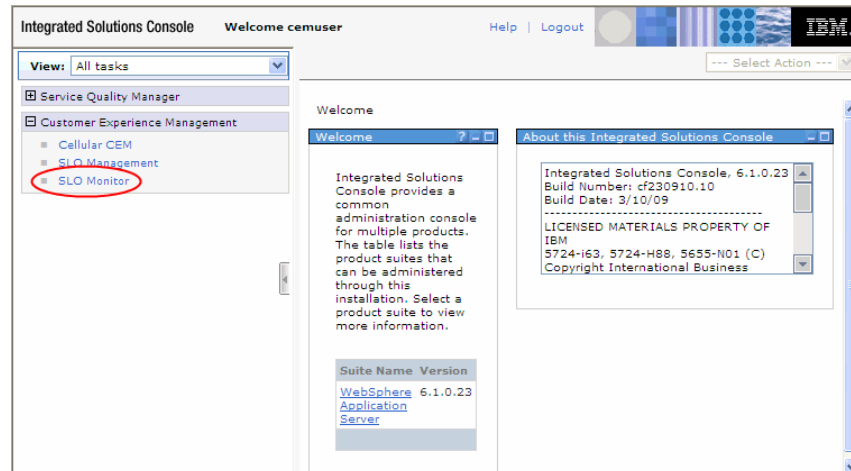 Integrated Solutions Console Welcome cemuser Help | Logout IBM.
View: All tasks
--- Select Action ---
Service Quality Manager
Customer Experience Management
Cellular CEM
SLO Management
SLO Monitor
Welcome
Welcome
Integrated Solutions
Console provides a
common
administration console
for multiple products.
The table lists the
product suites that
can be administered
through this
installation. Select a
product suite to view
more information.
Suite Name Version
WebSphere 6.1.0.23
Application
Server
About this Integrated Solutions Console
Integrated Solutions Console, 6.1.0.23
Build Number: cf230910.10
Build Date: 3/10/09
----------------------------------------
LICENSED MATERIALS PROPERTY OF
IBM
5724-i63, 5724-H88, 5655-N01 (C)
Copyright International Business